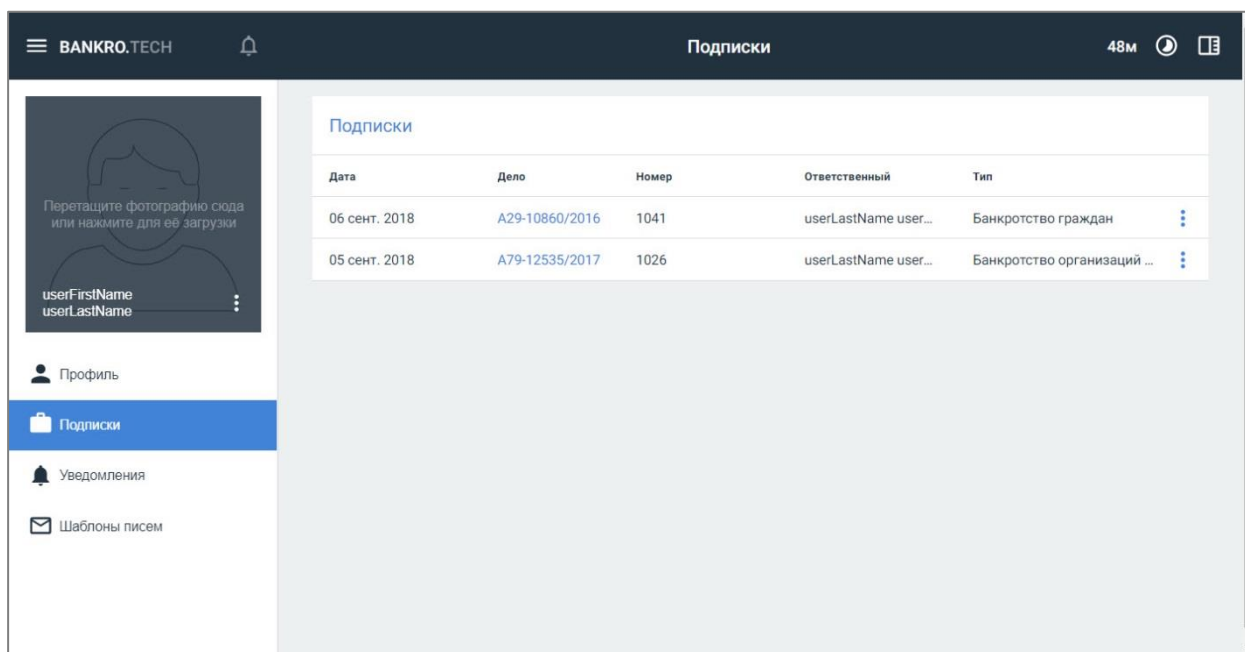 BANKRO.TECH
Подписки
48м
Перетащите фотографию сюда
или нажмите для её загрузки
userFirstName
userLastName
Профиль
Подписки
Уведомления
Шаблоны писем
Подписки
Дата Дело Номер Ответственный Тип
06 сент. 2018 А29-10860/2016 1041 userLastName user... Банкротство граждан
05 сент. 2018 А79-12535/2017 1026 userLastName user... Банкротство организаций ...